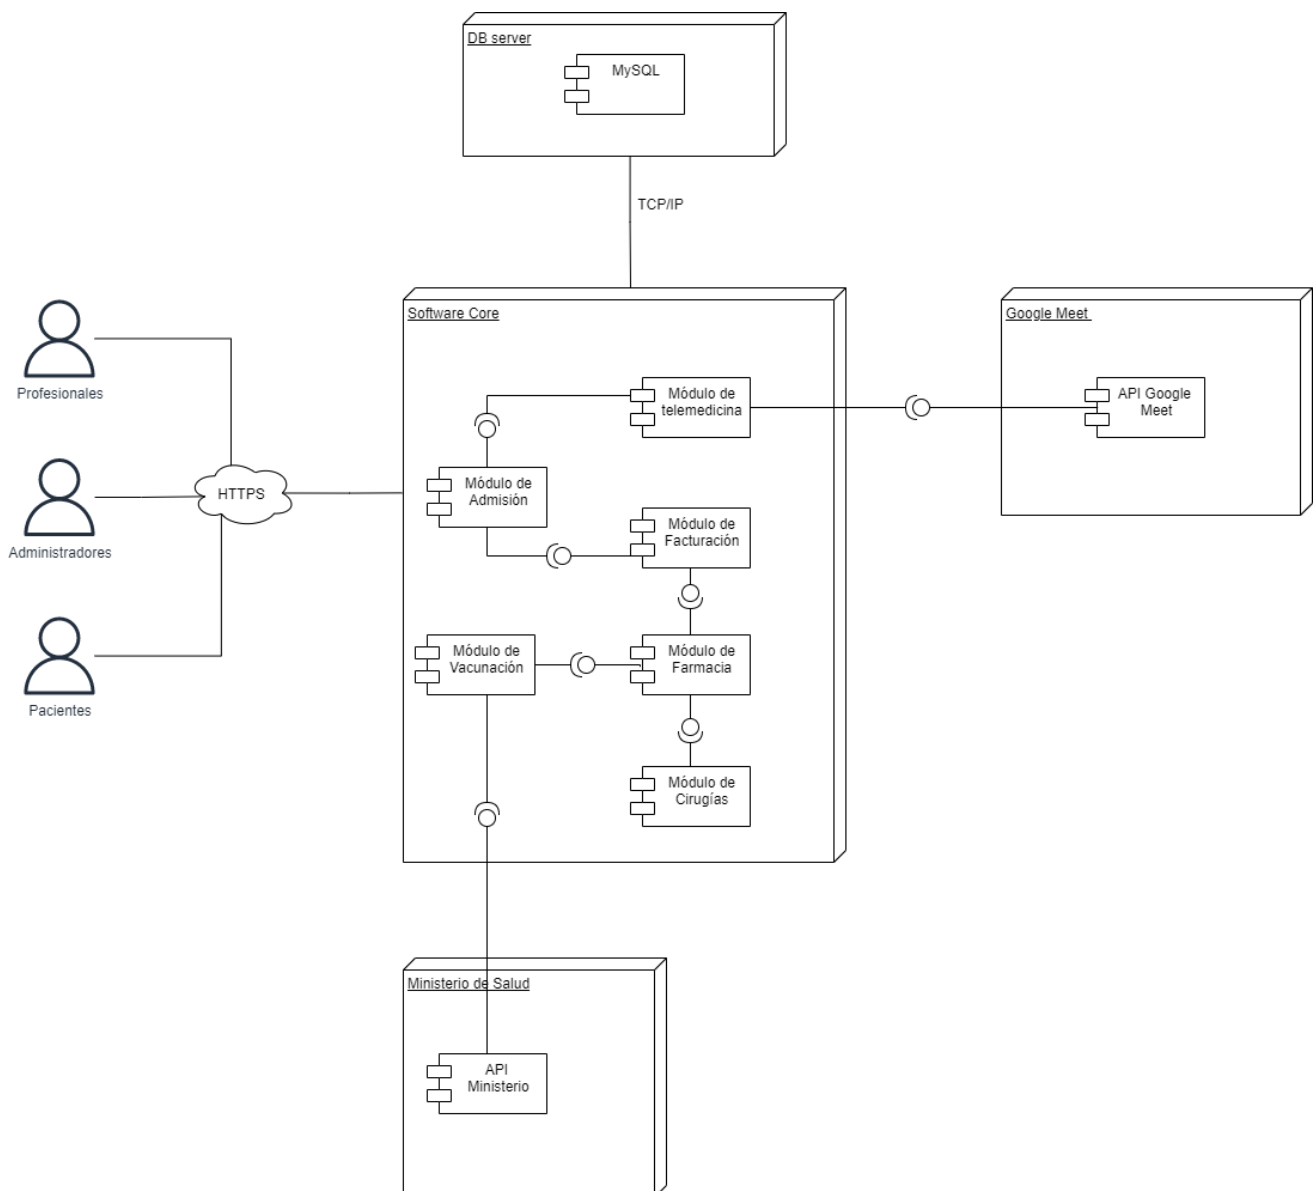 DB server
MySQL
TCP/IP
Software Core
Google Meet
Profesionales
Módulo de
telemedicina
API Google
Meet
HTTPS
Módulo de
Admisión
Administradores
Módulo de
Facturación
Módulo de
Vacunación
Módulo de
Farmacia
Pacientes
Módulo de
Cirugías
Ministerio de Salud
API
Ministerio